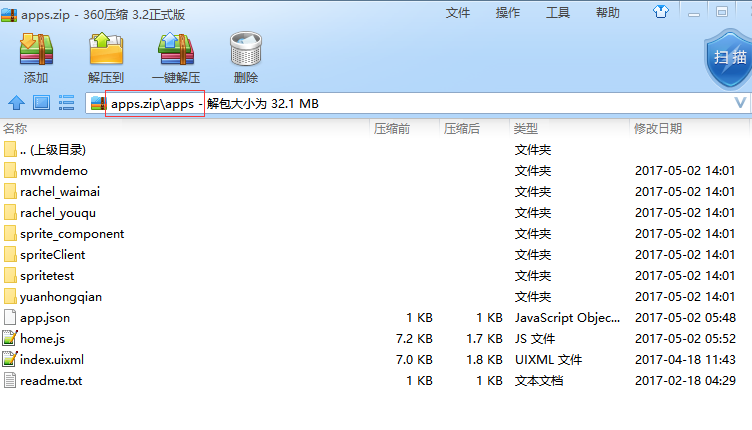 apps.zip - 360压缩 3.2正式版 文件 操作 工具 帮助
添加 解压到 一键解压 删除 扫描
apps.zip\apps - 解包大小为 32.1 MB
名称 压缩前 压缩后 类型 修改日期
.. (上级目录) 文件夹
mvvmdemo 文件夹 2017-05-02 14:01
rachel_waimai 文件夹 2017-05-02 14:01
rachel_youqu 文件夹 2017-05-02 14:01
sprite_component 文件夹 2017-05-02 14:01
spriteClient 文件夹 2017-05-02 14:01
spritetest 文件夹 2017-05-02 14:01
yuanhongqian 文件夹 2017-05-02 14:01
app.json 1 KB 1 KB JavaScript Objec... 2017-05-02 05:48
home.js 7.2 KB 1.7 KB JS 文件 2017-05-02 05:52
index.uixml 7.0 KB 1.8 KB UIXML 文件 2017-04-18 11:43
readme.txt 1 KB 1 KB 文本文档 2017-02-18 04:29